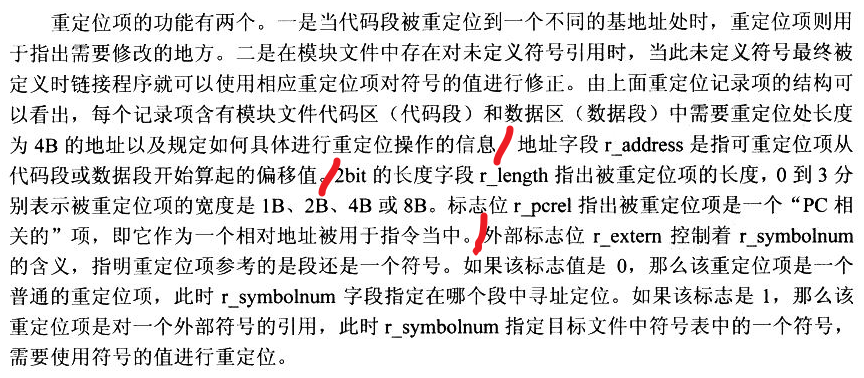 重定位项的功能有两个。一是当代码段被重定位到一个不同的基地址处时，重定位项则用
于指出需要修改的地方。二是在模块文件中存在对未定义符号引用时，当此未定义符号最终被
定义时链接程序就可以使用相应重定位项对符号的值进行修正。由上面重定位记录项的结构可
以看出，每个记录项含有模块文件代码区（代码段）和数据区（数据段）中需要重定位处长度
为 4B 的地址以及规定如何具体进行重定位操作的信息 地址字段 r_address 是指可重定位项从
代码段或数据段开始算起的偏移值。2bit 的长度字段 r_length 指出被重定位项的长度，0 到 3 分
别表示被重定位项的宽度是 1B、2B、4B 或 8B。标志位 r_pcrel 指出被重定位项是一个“PC 相
关的”项，即它作为一个相对地址被用于指令当中。外部标志位 r_extern 控制着 r_symbolnum
的含义，指明重定位项参考的是段还是一个符号。如果该标志值是 0，那么该重定位项是一个
普通的重定位项，此时 r_symbolnum 字段指定在哪个段中寻址定位。如果该标志是 1，那么该
重定位项是对一个外部符号的引用，此时 r_symbolnum 指定目标文件中符号表中的一个符号，
需要使用符号的值进行重定位。